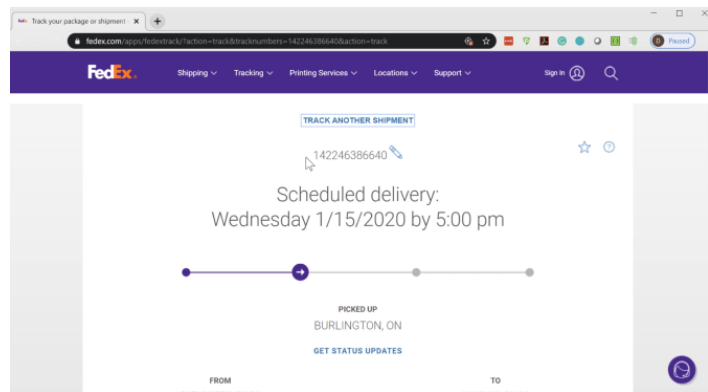 Track your package or shipment
fedex.com/apps/fedextrack/?action=track&tracknumbers=142246386640&action=track
Paused
FedEx. Shipping Tracking Printing Services Locations Support Sign In
TRACK ANOTHER SHIPMENT
142246386640
Scheduled delivery:
Wednesday 1/15/2020 by 5:00 pm
PICKED UP
BURLINGTON, ON
GET STATUS UPDATES
FROM TO